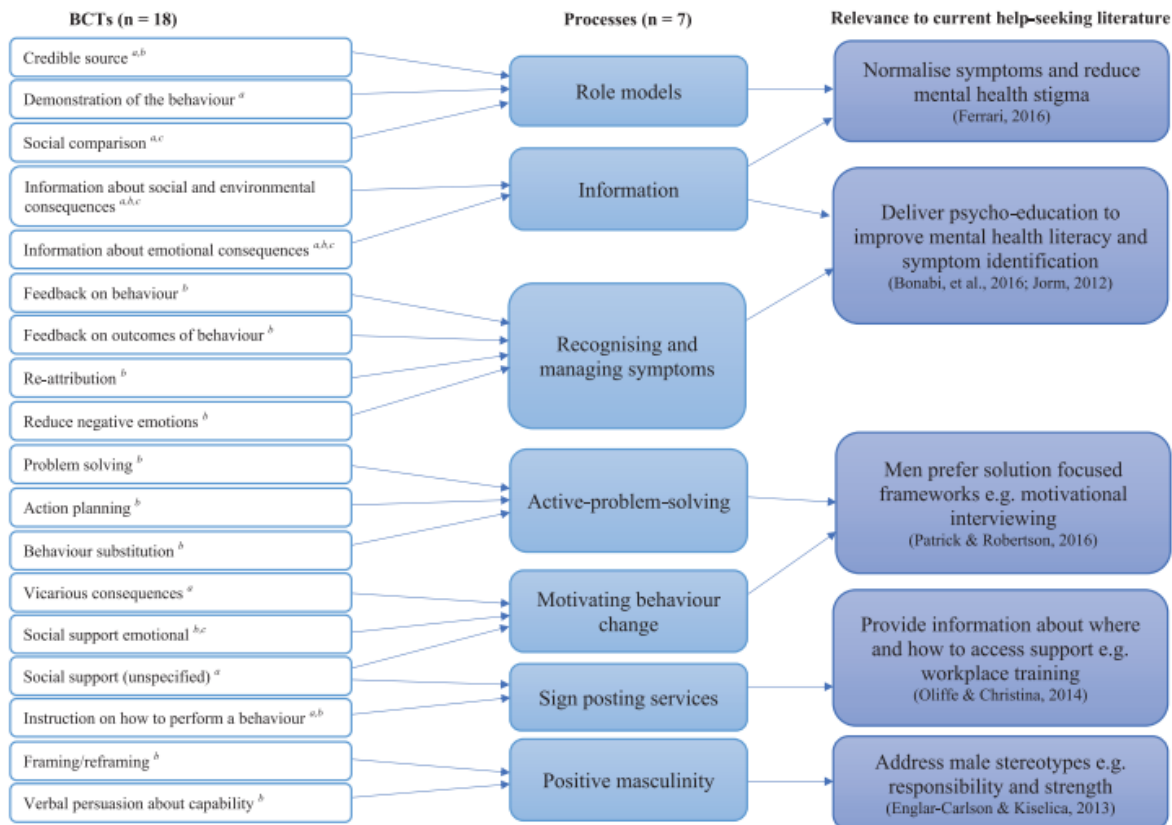 BCTs (n = 18)
Processes (n = 7)
Relevance to current help-seeking literature
Credible source a,b
Demonstration of the behaviour a
Social comparison a,c
Information about social and environmental
consequences a,b,c
Information about emotional consequences a,b,c
Feedback on behaviour b
Feedback on outcomes of behaviour b
Re-attribution b
Reduce negative emotions b
Problem solving b
Action planning b
Behaviour substitution b
Vicarious consequences a
Social support emotional b,c
Social support (unspecified) a
Instruction on how to perform a behaviour a,b
Framing/reframing b
Verbal persuasion about capability b
Role models
Information
Recognising and
managing symptoms
Active-problem-solving
Motivating behaviour
change
Sign posting services
Positive masculinity
Normalise symptoms and reduce
mental health stigma
(Ferrari, 2016)
Deliver psycho-education to
improve mental health literacy and
symptom identification
(Bonabi, et al., 2016; Jorm, 2012)
Men prefer solution focused
frameworks e.g. motivational
interviewing
(Patrick & Robertson, 2016)
Provide information about where
and how to access support e.g.
workplace training
(Oliffe & Christina, 2014)
Address male stereotypes e.g.
responsibility and strength
(Englar-Carlson & Kiselica, 2013)